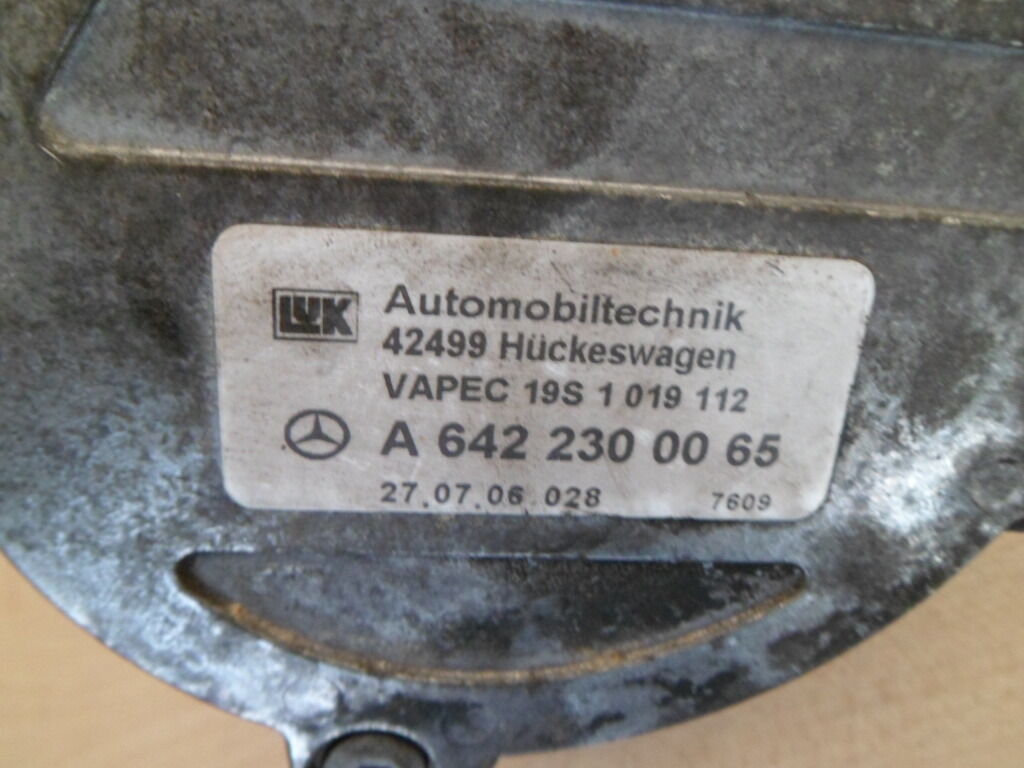 LUK Automobiltechnik
42499 Hückeswagen
VAPEC 19S 1 019 112
A 642 230 00 65
27.07.06 028 7609